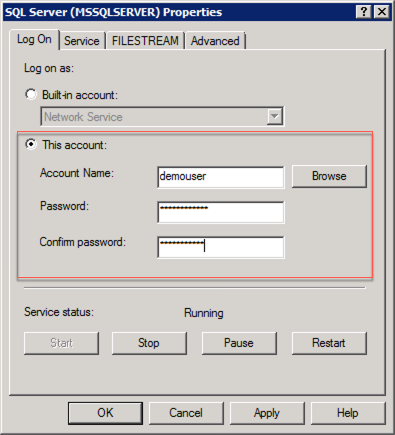 SQL Server (MSSQLSERVER) Properties
Log On Service FILESTREAM Advanced
Log on as:
Built-in account:
Network Service
This account:
Account Name: demouser Browse
Password: ************
Confirm password: ***********
Service status: Running
Start Stop Pause Restart
OK Cancel Apply Help